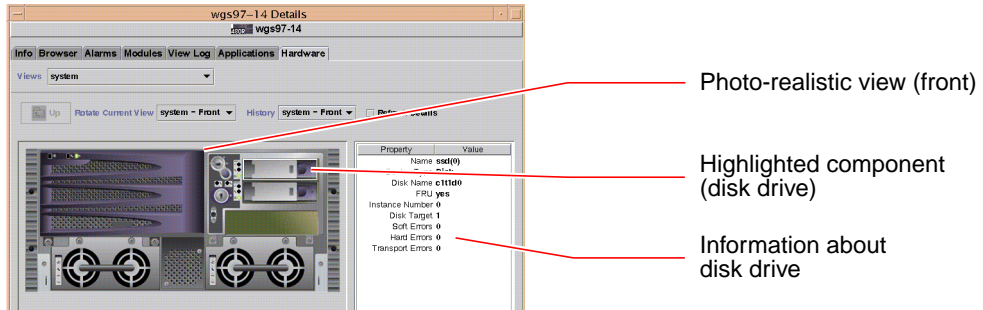 wgs97-14 Details
480R wgs97-14
Info Browser Alarms Modules View Log Applications Hardware
Views system
Up Rotate Current View system - Front History system - Front Details
Property Value
Name ssd(0)
Disk
Disk Name c1t1d0
FRU yes
Instance Number 0
Disk Target 1
Soft Errors 0
Hard Errors 0
Transport Errors 0
Photo-realistic view (front)
Highlighted component
(disk drive)
Information about
disk drive